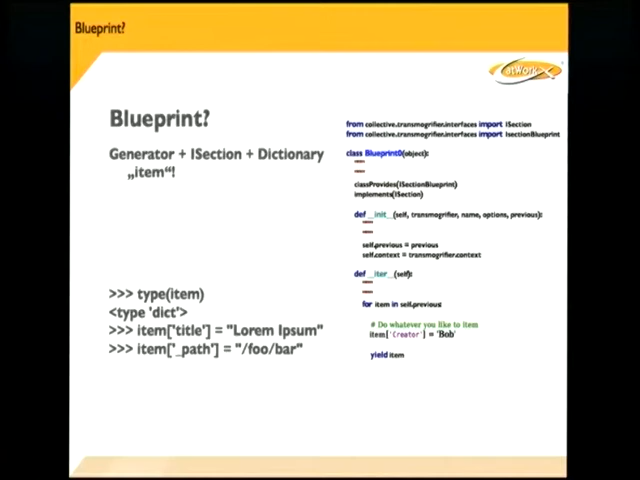 Blueprint?
atworX
Blueprint?
Generator + ISection + Dictionary
„item“!
>>> type(item)
<type 'dict'>
>>> item['title'] = "Lorem Ipsum"
>>> item['_path'] = "/foo/bar"
from collective.transmogrifier.interfaces import ISection
from collective.transmogrifier.interfaces import IsectionBlueprint
class Blueprint0(object):
""""
""""
classProvides(ISectionBlueprint)
implements(ISection)
def __init__(self, transmogrifier, name, options, previous):
""""
""""
self.previous = previous
self.context = transmogrifier.context
def __iter__(self):
""""
""""
for item in self.previous:
# Do whatever you like to item
item['Creator'] = 'Bob'
yield item